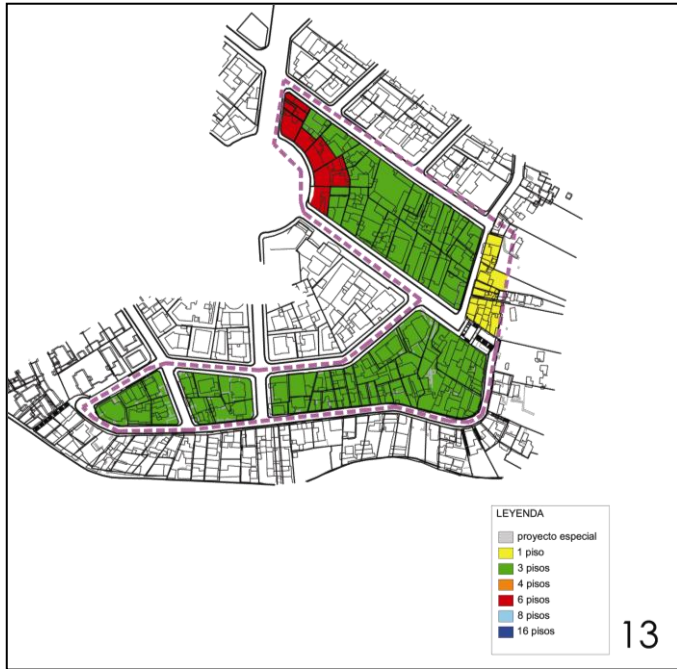 LEYENDA
proyecto especial
1 piso
3 pisos
4 pisos
6 pisos
8 pisos
16 pisos
13